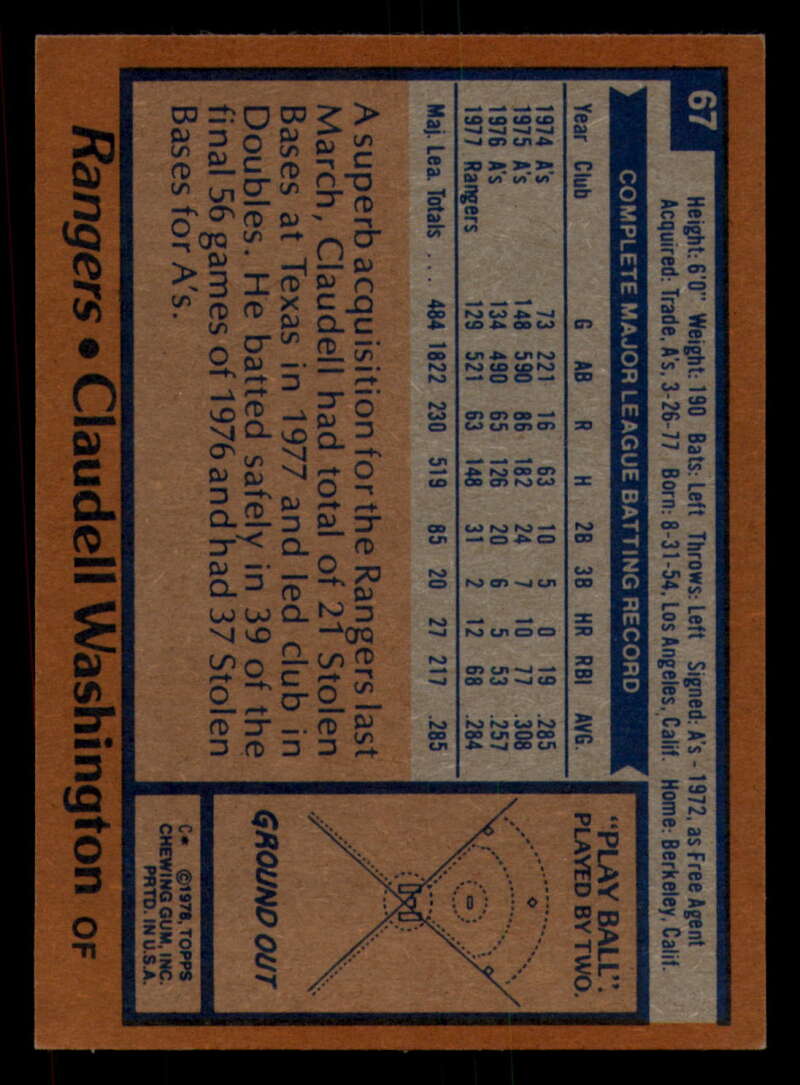 67
Height: 6'0" Weight: 190 Bats: Left Throws: Left Signed: A's - 1972, as Free Agent
Acquired: Trade, A's, 3-26-77 Born: 8-31-54, Los Angeles, Calif. Home: Berkeley, Calif.
COMPLETE MAJOR LEAGUE BATTING RECORD
Year Club G AB R H 2B 3B HR RBI AVG.
1974 A's 73 221 16 63 10 5 0 19 .285
1975 A's 148 590 86 182 24 7 10 77 .308
1976 A's 134 490 65 126 20 6 5 53 .257
1977 Rangers 129 521 63 148 31 2 12 68 .284
Maj. Lea. Totals ... 484 1822 230 519 85 20 27 217 .285
A superb acquisition for the Rangers last
March, Claudell had total of 21 Stolen
Bases at Texas in 1977 and led club in
Doubles. He batted safely in 39 of the
final 56 games of 1976 and had 37 Stolen
Bases for A's.
"PLAY BALL".
PLAYED BY TWO.
GROUND OUT
C* ©1978, TOPPS
CHEWING GUM, INC.
PRTD. IN U.S.A.
Rangers • Claudell Washington OF